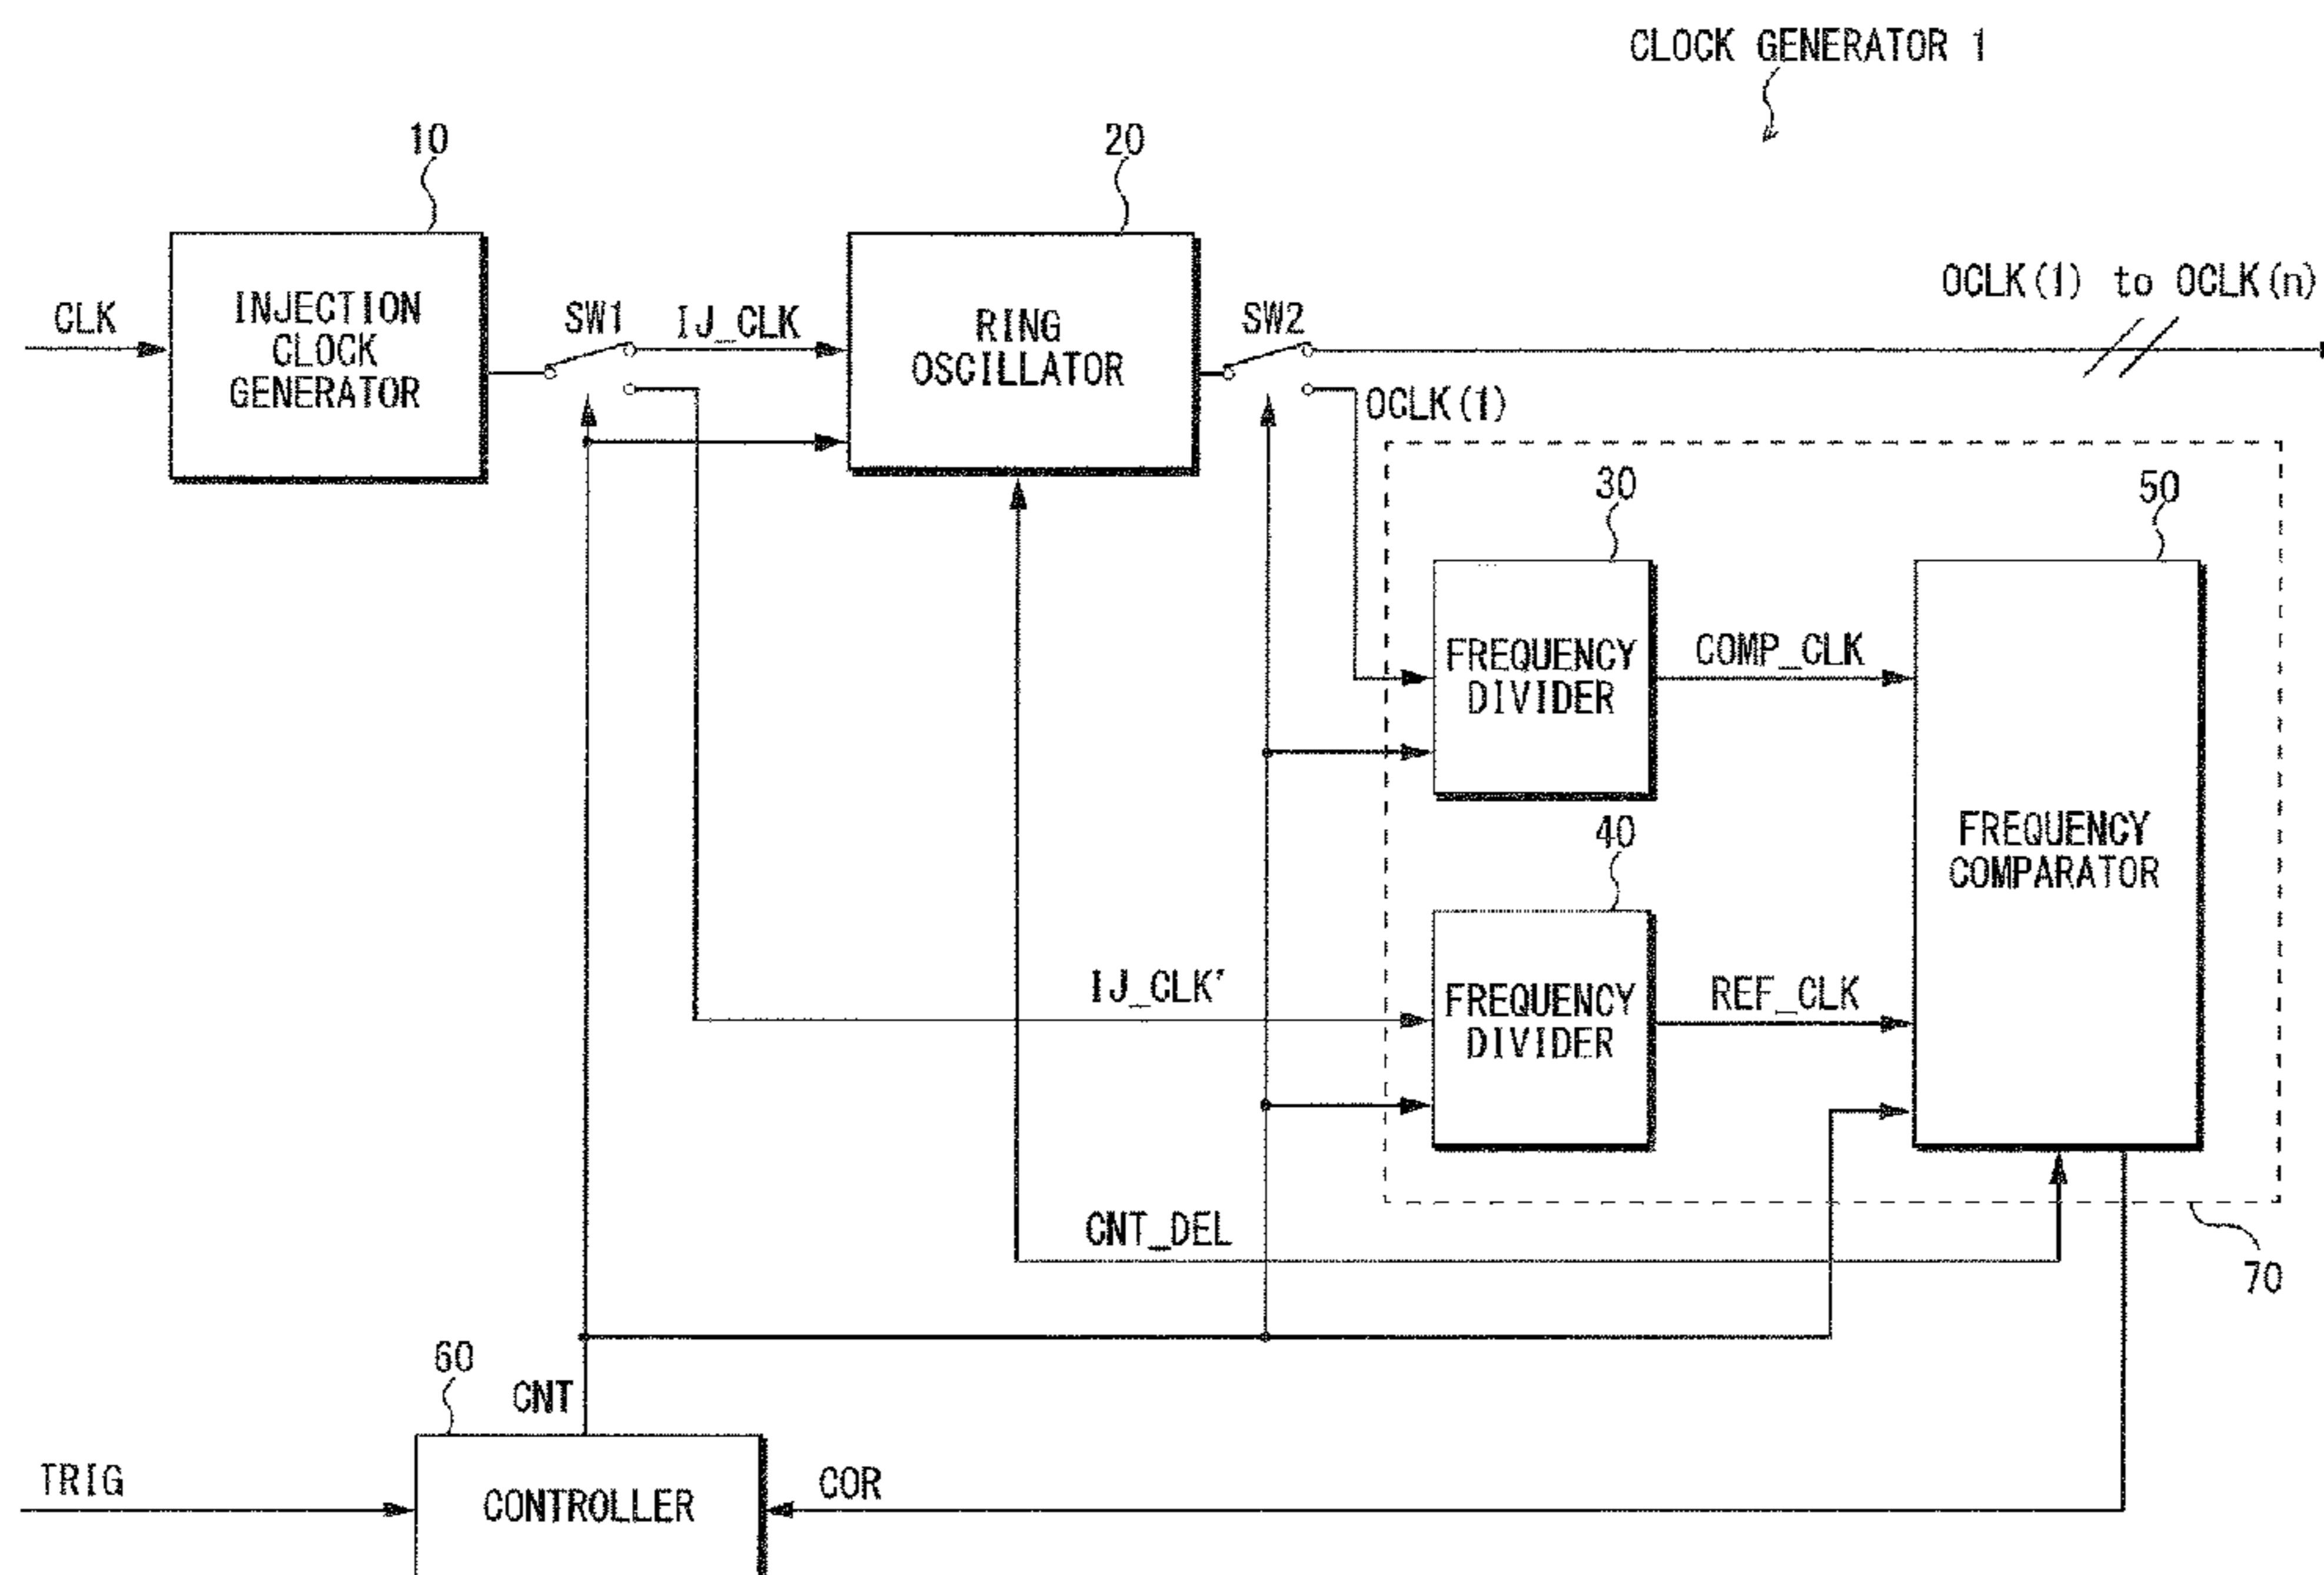 CLOCK GENERATOR 1
10
20
CLK
INJECTION
CLOCK
GENERATOR
SW1
IJ_CLK
RING
OSCILLATOR
SW2
OCLK(1) to OCLK(n)
OCLK(1)
30
50
FREQUENCY
DIVIDER
COMP_CLK
FREQUENCY
COMPARATOR
40
IJ_CLK'
FREQUENCY
DIVIDER
REF_CLK
CNT_DEL
70
60
CNT
TRIG
CONTROLLER
COR